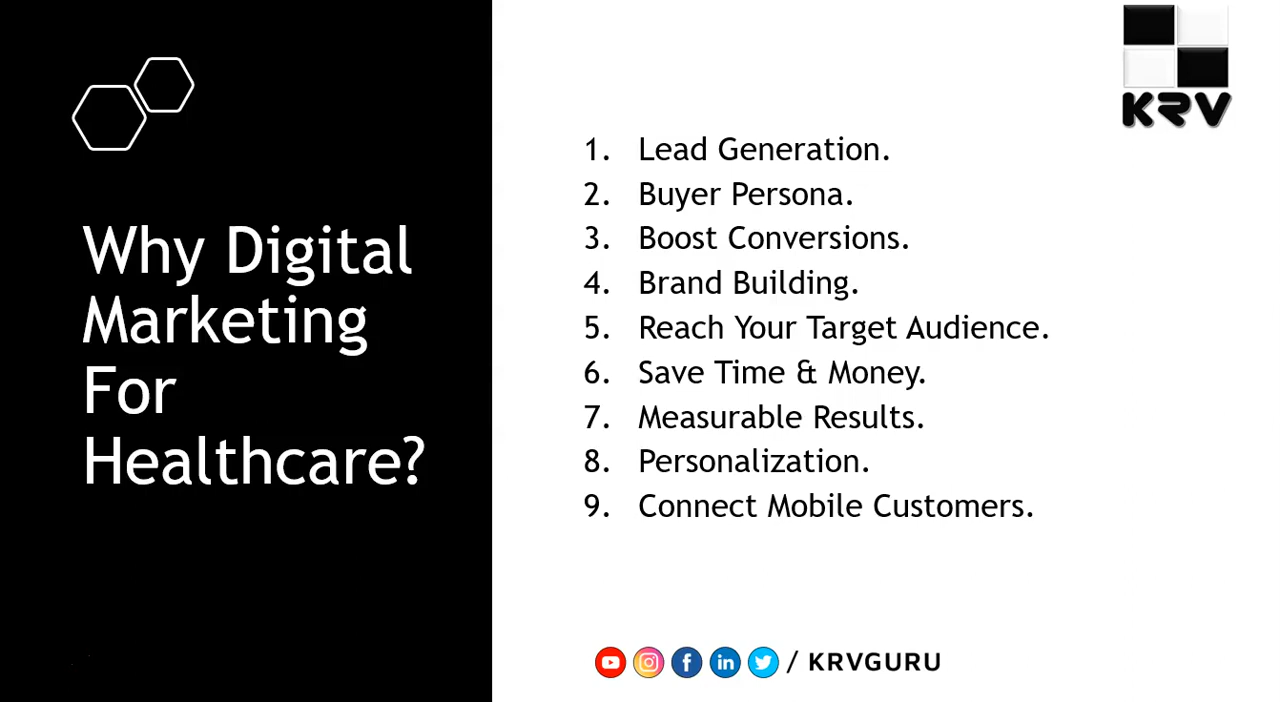 Why Digital
Marketing
For
Healthcare?
KRV
1. Lead Generation.
2. Buyer Persona.
3. Boost Conversions.
4. Brand Building.
5. Reach Your Target Audience.
6. Save Time & Money.
7. Measurable Results.
8. Personalization.
9. Connect Mobile Customers.
/ KRVGURU